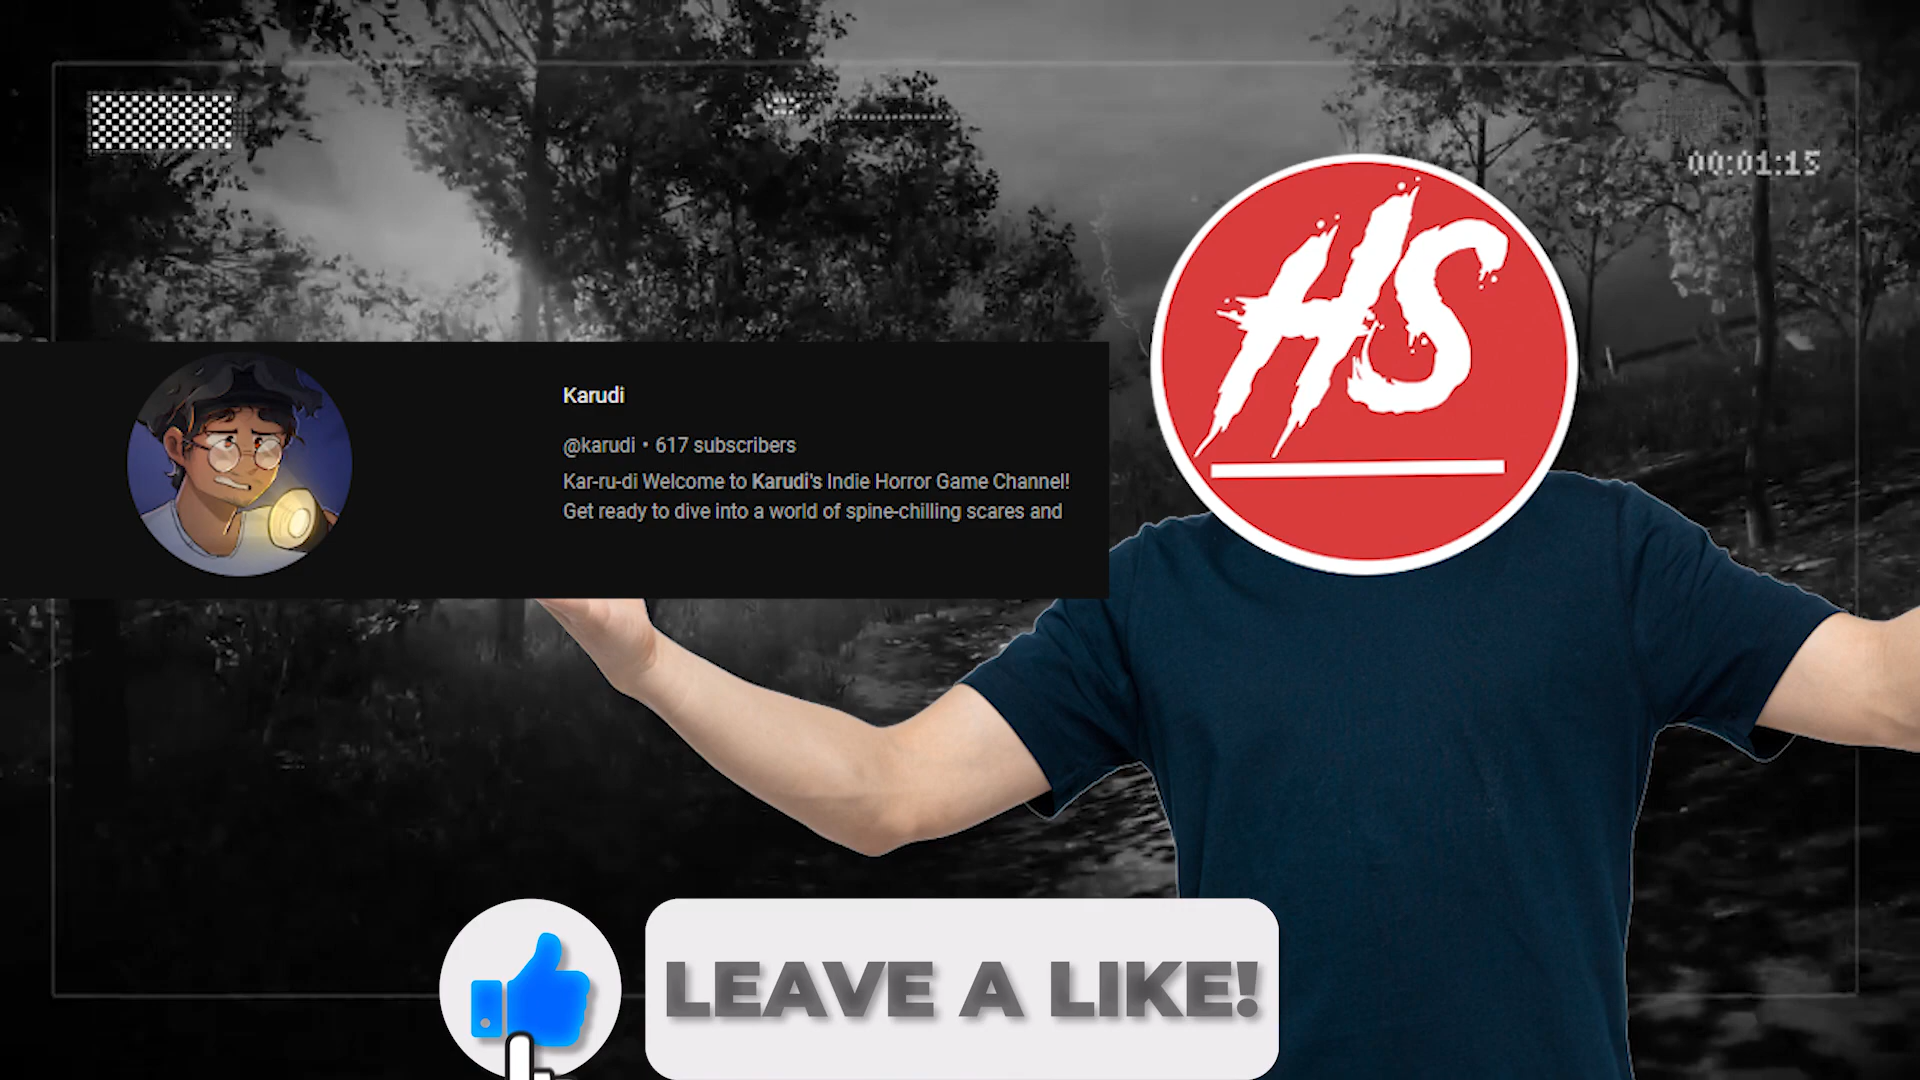 00:01:15
HS
Karudi
@karudi • 617 subscribers
Kar-ru-di Welcome to Karudi's Indie Horror Game Channel!
Get ready to dive into a world of spine-chilling scares and
LEAVE A LIKE!